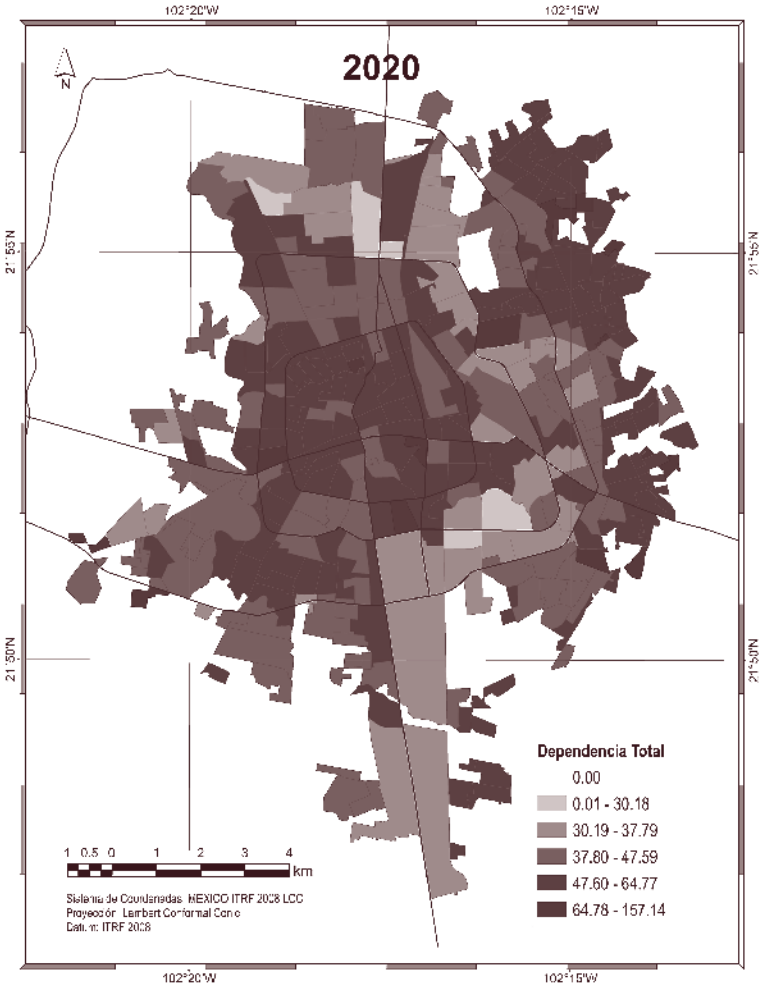 102°20'W 102°15'W
2020
N
21°55'N 21°55'N
21°50'N 21°50'N
Dependencia Total
0.00
0.01 - 30.18
30.19 - 37.79
37.80 - 47.59
47.60 - 64.77
64.78 - 157.14
1 0.5 0 1 2 3 4
km
Sistema de Coordenadas: MEXICO ITRF 2008 LCC
Proyección: Lambert Conformal Conic
Datum: ITRF 2008
102°20'W 102°15'W